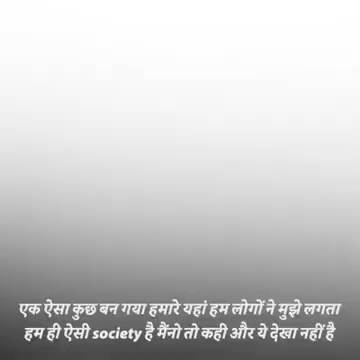 एक ऐसा कुछ बन गया हमारे यहां हम लोगों ने मुझे लगता
हम ही ऐसी society है मैंनो तो कही और ये देखा नहीं है